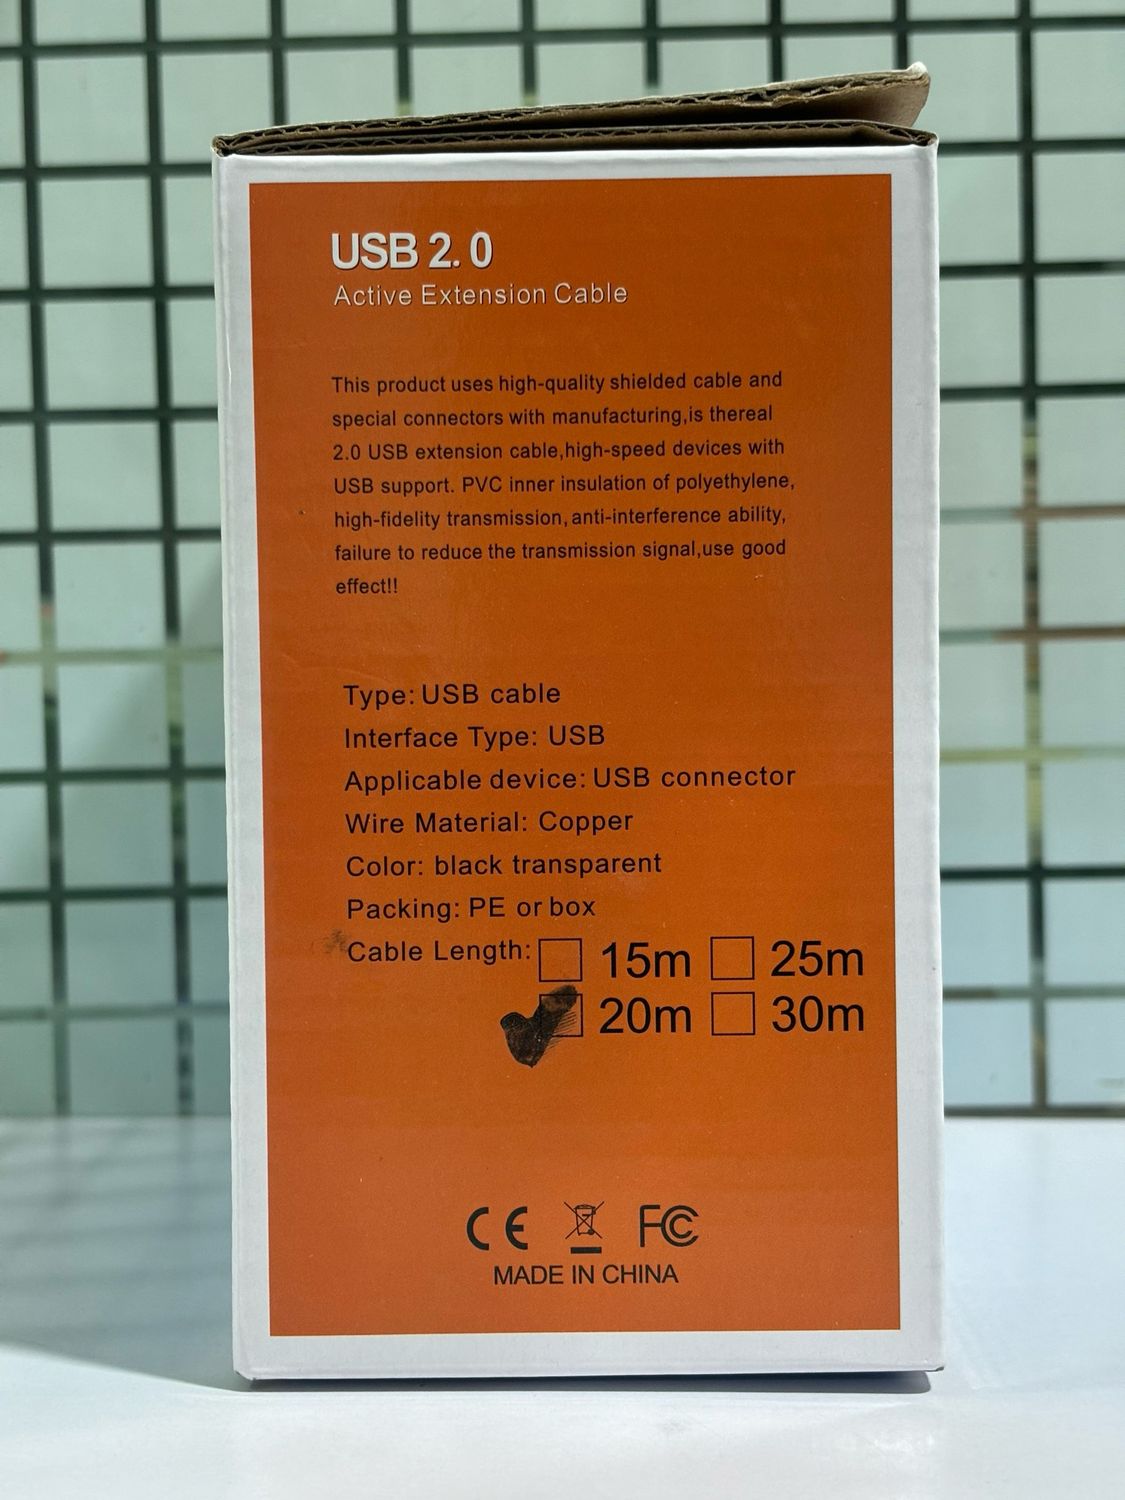 USB 2.0
Active Extension Cable
This product uses high-quality shielded cable and
special connectors with manufacturing,is thereal
2.0 USB extension cable,high-speed devices with
USB support. PVC inner insulation of polyethylene,
high-fidelity transmission,anti-interference ability,
failure to reduce the transmission signal,use good
effect!!
Type: USB cable
Interface Type: USB
Applicable device: USB connector
Wire Material: Copper
Color: black transparent
Packing: PE or box
Cable Length: 15m 25m
20m 30m
CE FC
MADE IN CHINA